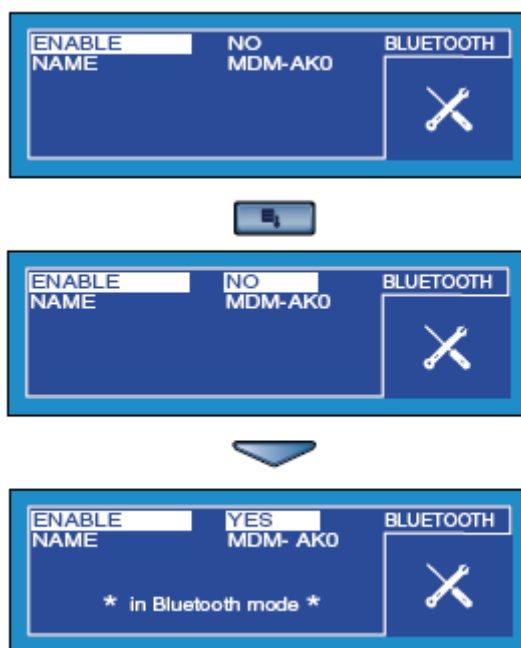 ENABLE NO BLUETOOTH
NAME MDM-AK0
ENABLE NO BLUETOOTH
NAME MDM-AK0
ENABLE YES BLUETOOTH
NAME MDM- AK0
* in Bluetooth mode *